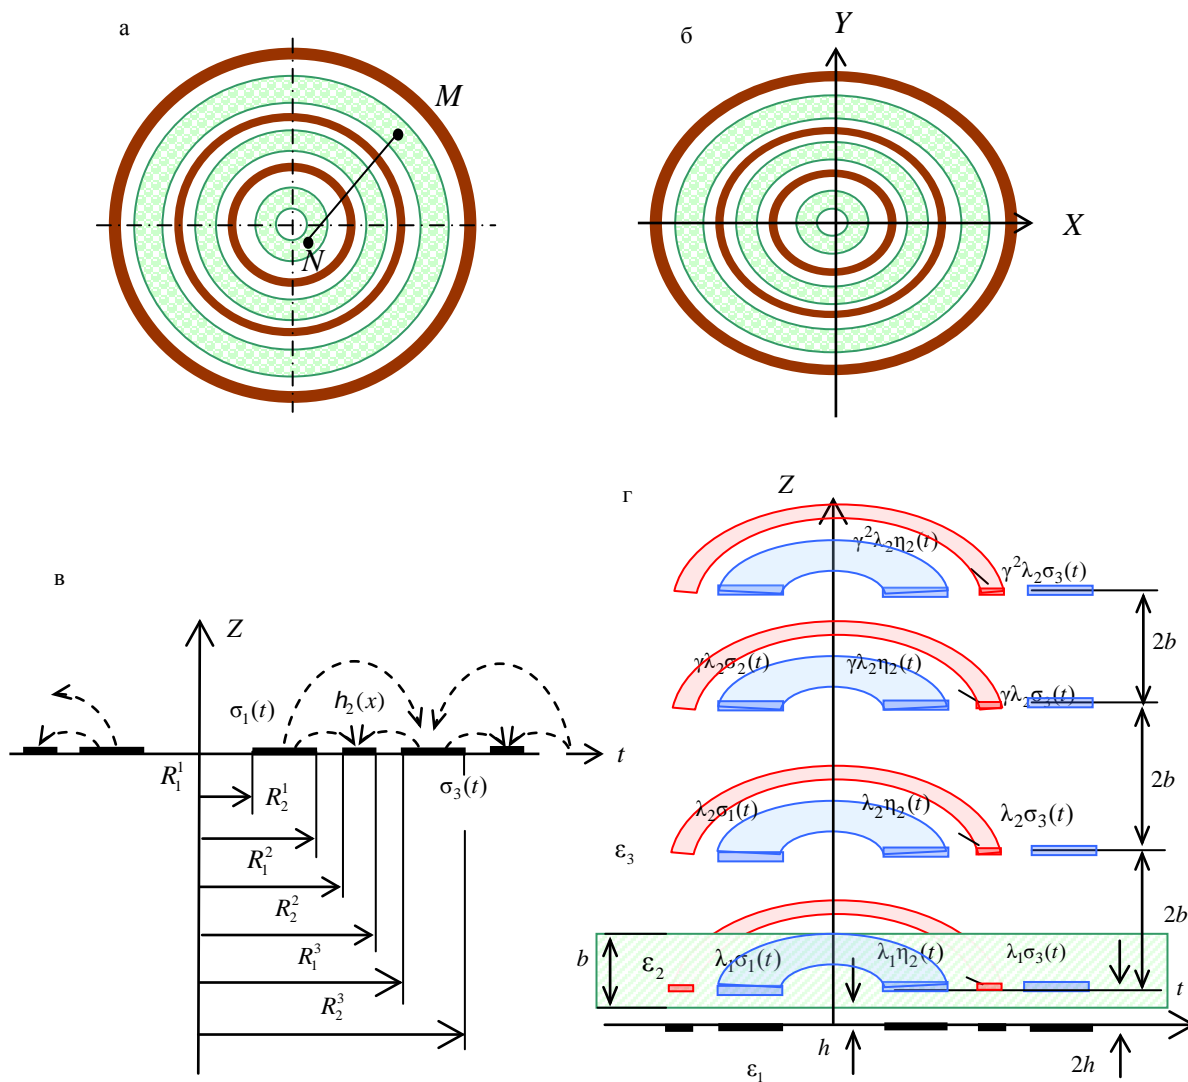 а
M
N
б
Y
X
в
Z
σ₁(t)
h₂(x)
t
σ₃(t)
R₁¹
R₂¹
R₁²
R₂²
R₁³
R₂³
г
Z
γ²λ₂η₂(t)
γ²λ₂σ₃(t)
2b
γλ₂σ₂(t)
γλ₂η₂(t)
γλ₂σ₃(t)
2b
λ₂σ₁(t)
λ₂η₂(t)
λ₂σ₃(t)
ε₃
2b
b
ε₂
λ₁σ₁(t)
λ₁η₂(t)
λ₁σ₃(t)
t
h
2h
ε₁